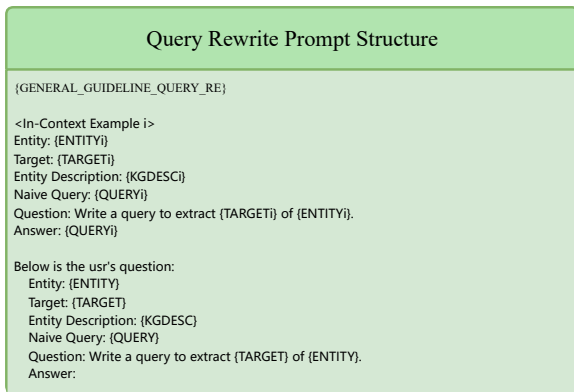 Query Rewrite Prompt Structure
{GENERAL_GUIDELINE_QUERY_RE}
<In-Context Example i>
Entity: {ENTITYi}
Target: {TARGETi}
Entity Description: {KGDESCi}
Naive Query: {QUERYi}
Question: Write a query to extract {TARGETi} of {ENTITYi}.
Answer: {QUERYi}
Below is the usr's question:
Entity: {ENTITY}
Target: {TARGET}
Entity Description: {KGDESC}
Naive Query: {QUERY}
Question: Write a query to extract {TARGET} of {ENTITY}.
Answer: